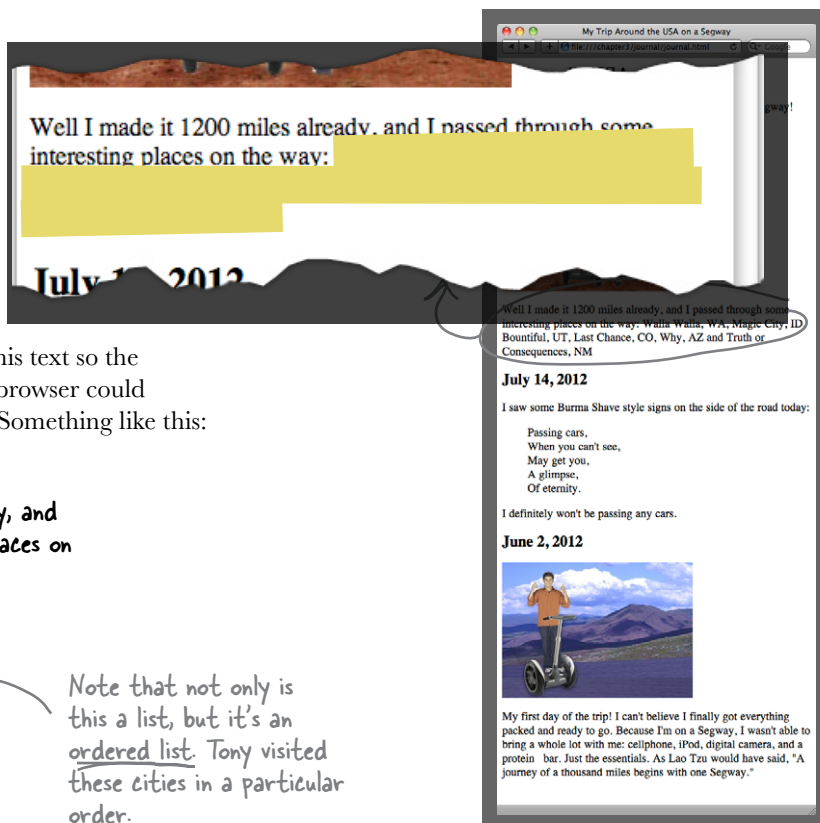 My Trip Around the USA on a Segway
file:///chapter3/journal/journal.html
Google
Well I made it 1200 miles already, and I passed through some
interesting places on the way:
July 2012
gway!
Well I made it 1200 miles already, and I passed through some
interesting places on the way: Walla Walla, WA, Magic City, ID
Bountiful, UT, Last Chance, CO, Why, AZ and Truth or
Consequences, NM
July 14, 2012
I saw some Burma Shave style signs on the side of the road today:
Passing cars,
When you can't see,
May get you,
A glimpse,
Of eternity.
I definitely won't be passing any cars.
June 2, 2012
My first day of the trip! I can't believe I finally got everything
packed and ready to go. Because I'm on a Segway, I wasn't able to
bring a whole lot with me: cellphone, iPod, digital camera, and a
protein bar. Just the essentials. As Lao Tzu would have said, "A
journey of a thousand miles begins with one Segway."
his text so the
browser could
Something like this:
y, and
aces on
Note that not only is
this a list, but it's an
ordered list. Tony visited
these cities in a particular
order.